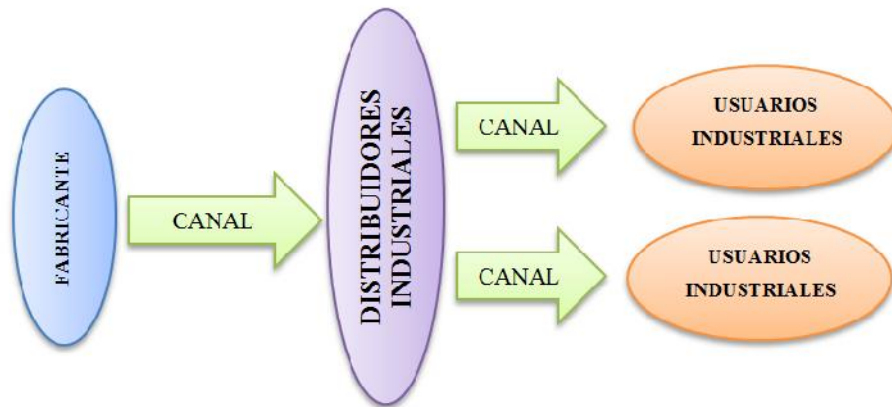 FABRICANTE
CANAL
DISTRIBUIDORES
INDUSTRIALES
CANAL
USUARIOS
INDUSTRIALES
CANAL
USUARIOS
INDUSTRIALES